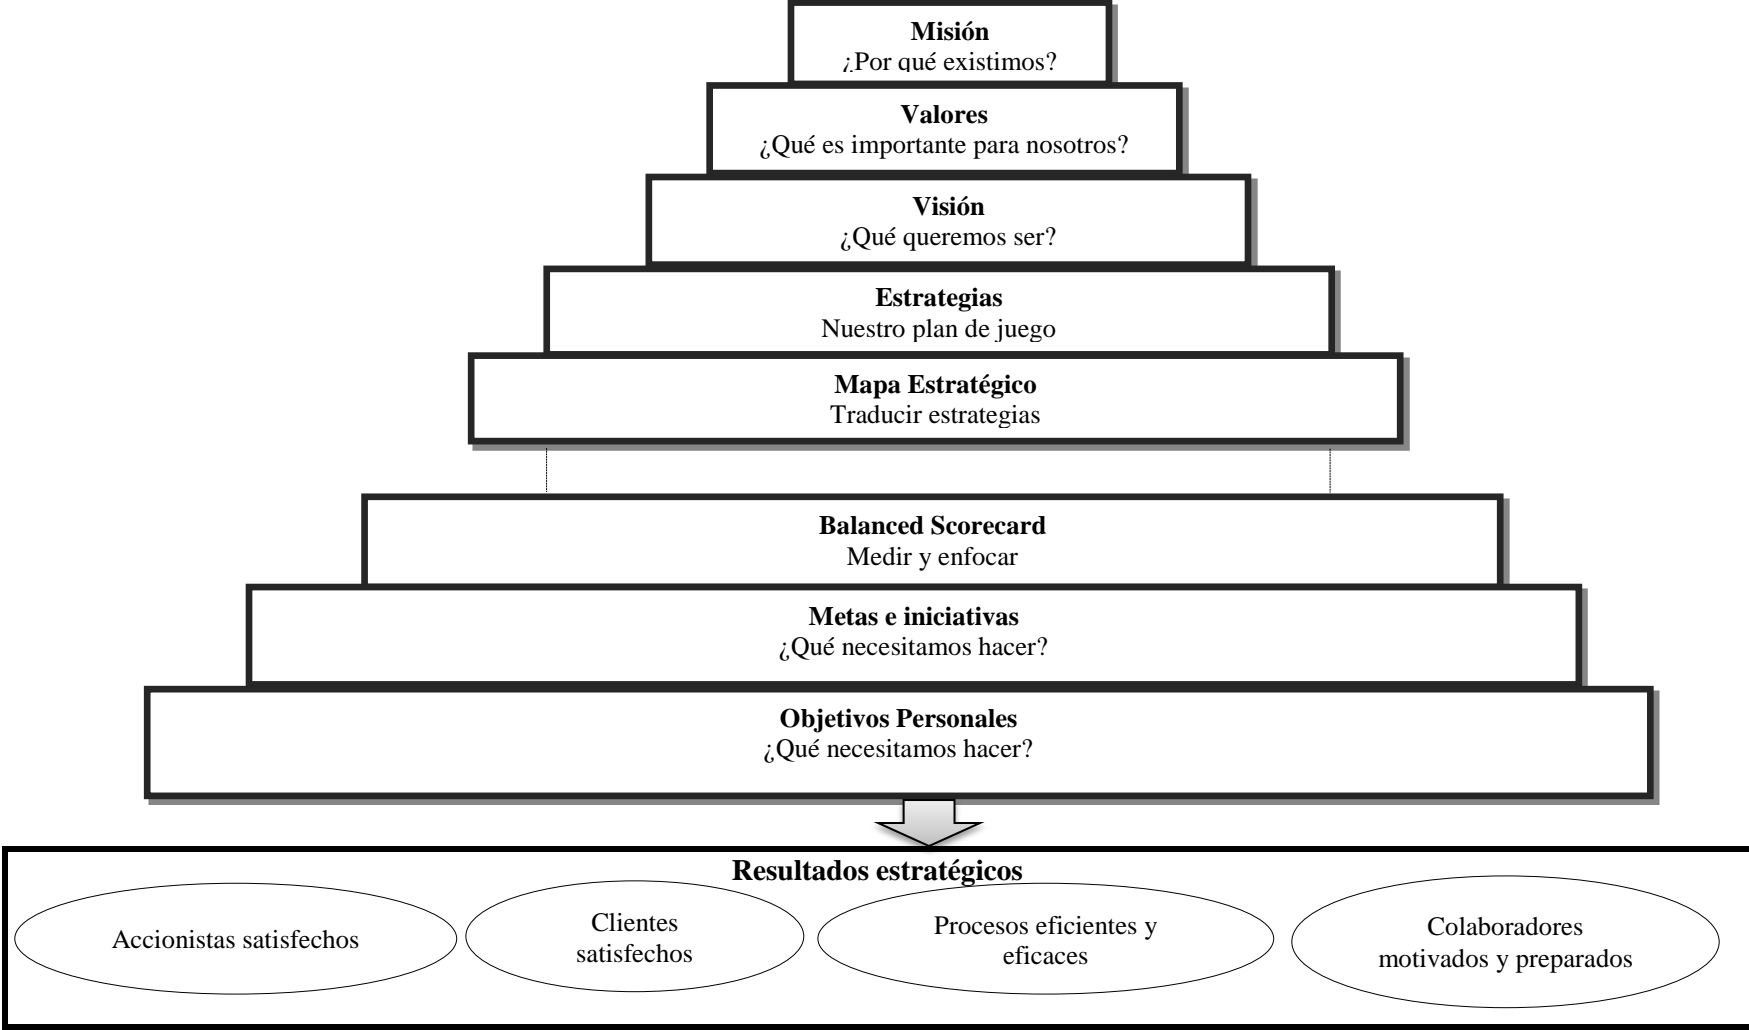 Misión
¿Por qué existimos?
Valores
¿Qué es importante para nosotros?
Visión
¿Qué queremos ser?
Estrategias
Nuestro plan de juego
Mapa Estratégico
Traducir estrategias
Balanced Scorecard
Medir y enfocar
Metas e iniciativas
¿Qué necesitamos hacer?
Objetivos Personales
¿Qué necesitamos hacer?
Resultados estratégicos
Accionistas satisfechos
Clientes
satisfechos
Procesos eficientes y
eficaces
Colaboradores
motivados y preparados